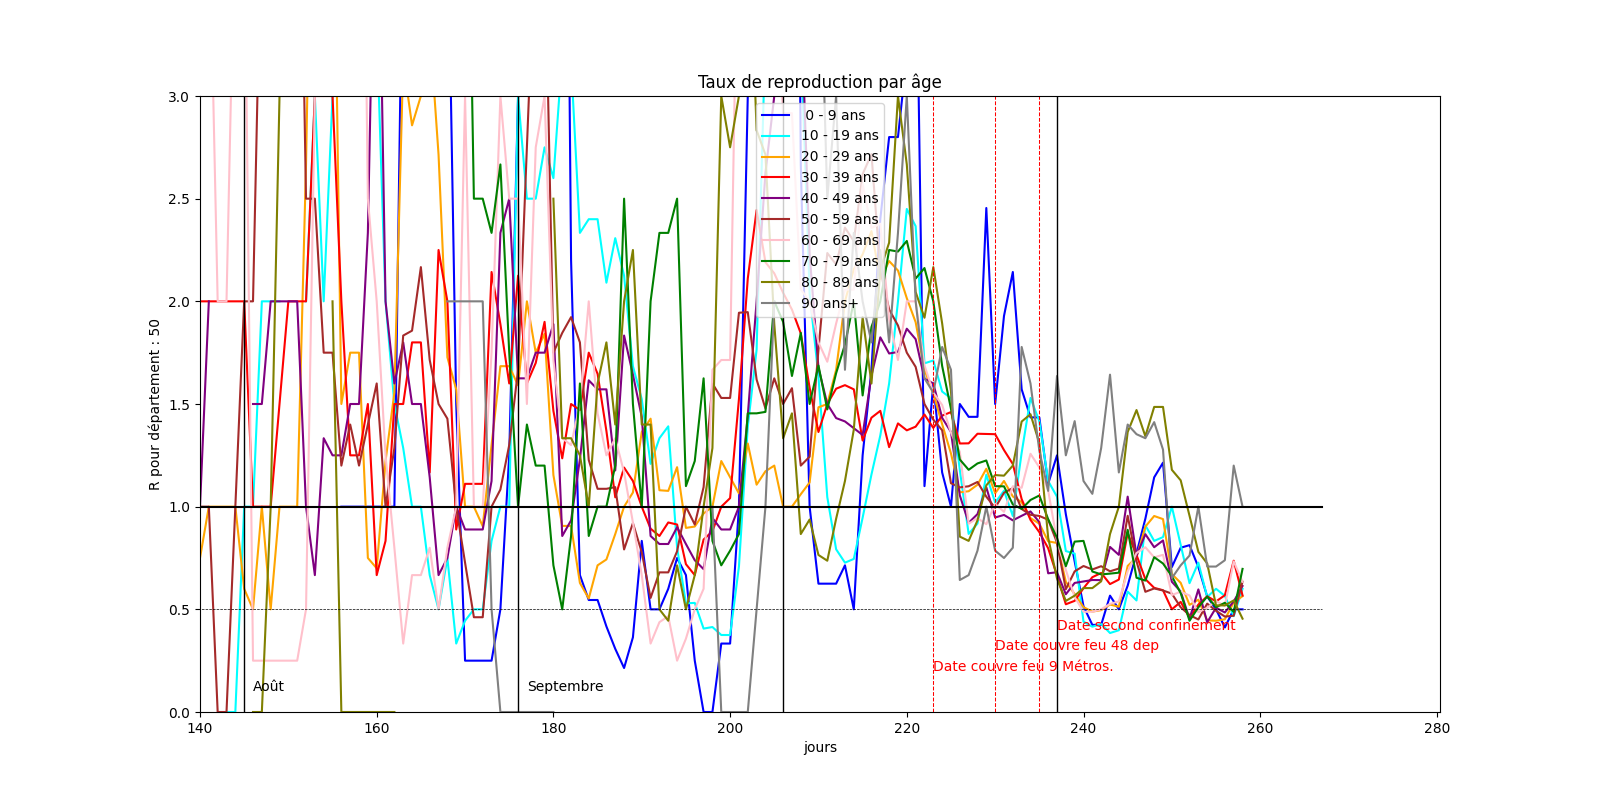 Taux de reproduction par âge
R pour département : 50
3.0
2.5
2.0
1.5
1.0
0.5
0.0
0 - 9 ans
10 - 19 ans
20 - 29 ans
30 - 39 ans
40 - 49 ans
50 - 59 ans
60 - 69 ans
70 - 79 ans
80 - 89 ans
90 ans+
Date second confinement
Date couvre feu 48 dep
Date couvre feu 9 Métros.
Août
Septembre
140
160
180
200
220
240
260
280
jours